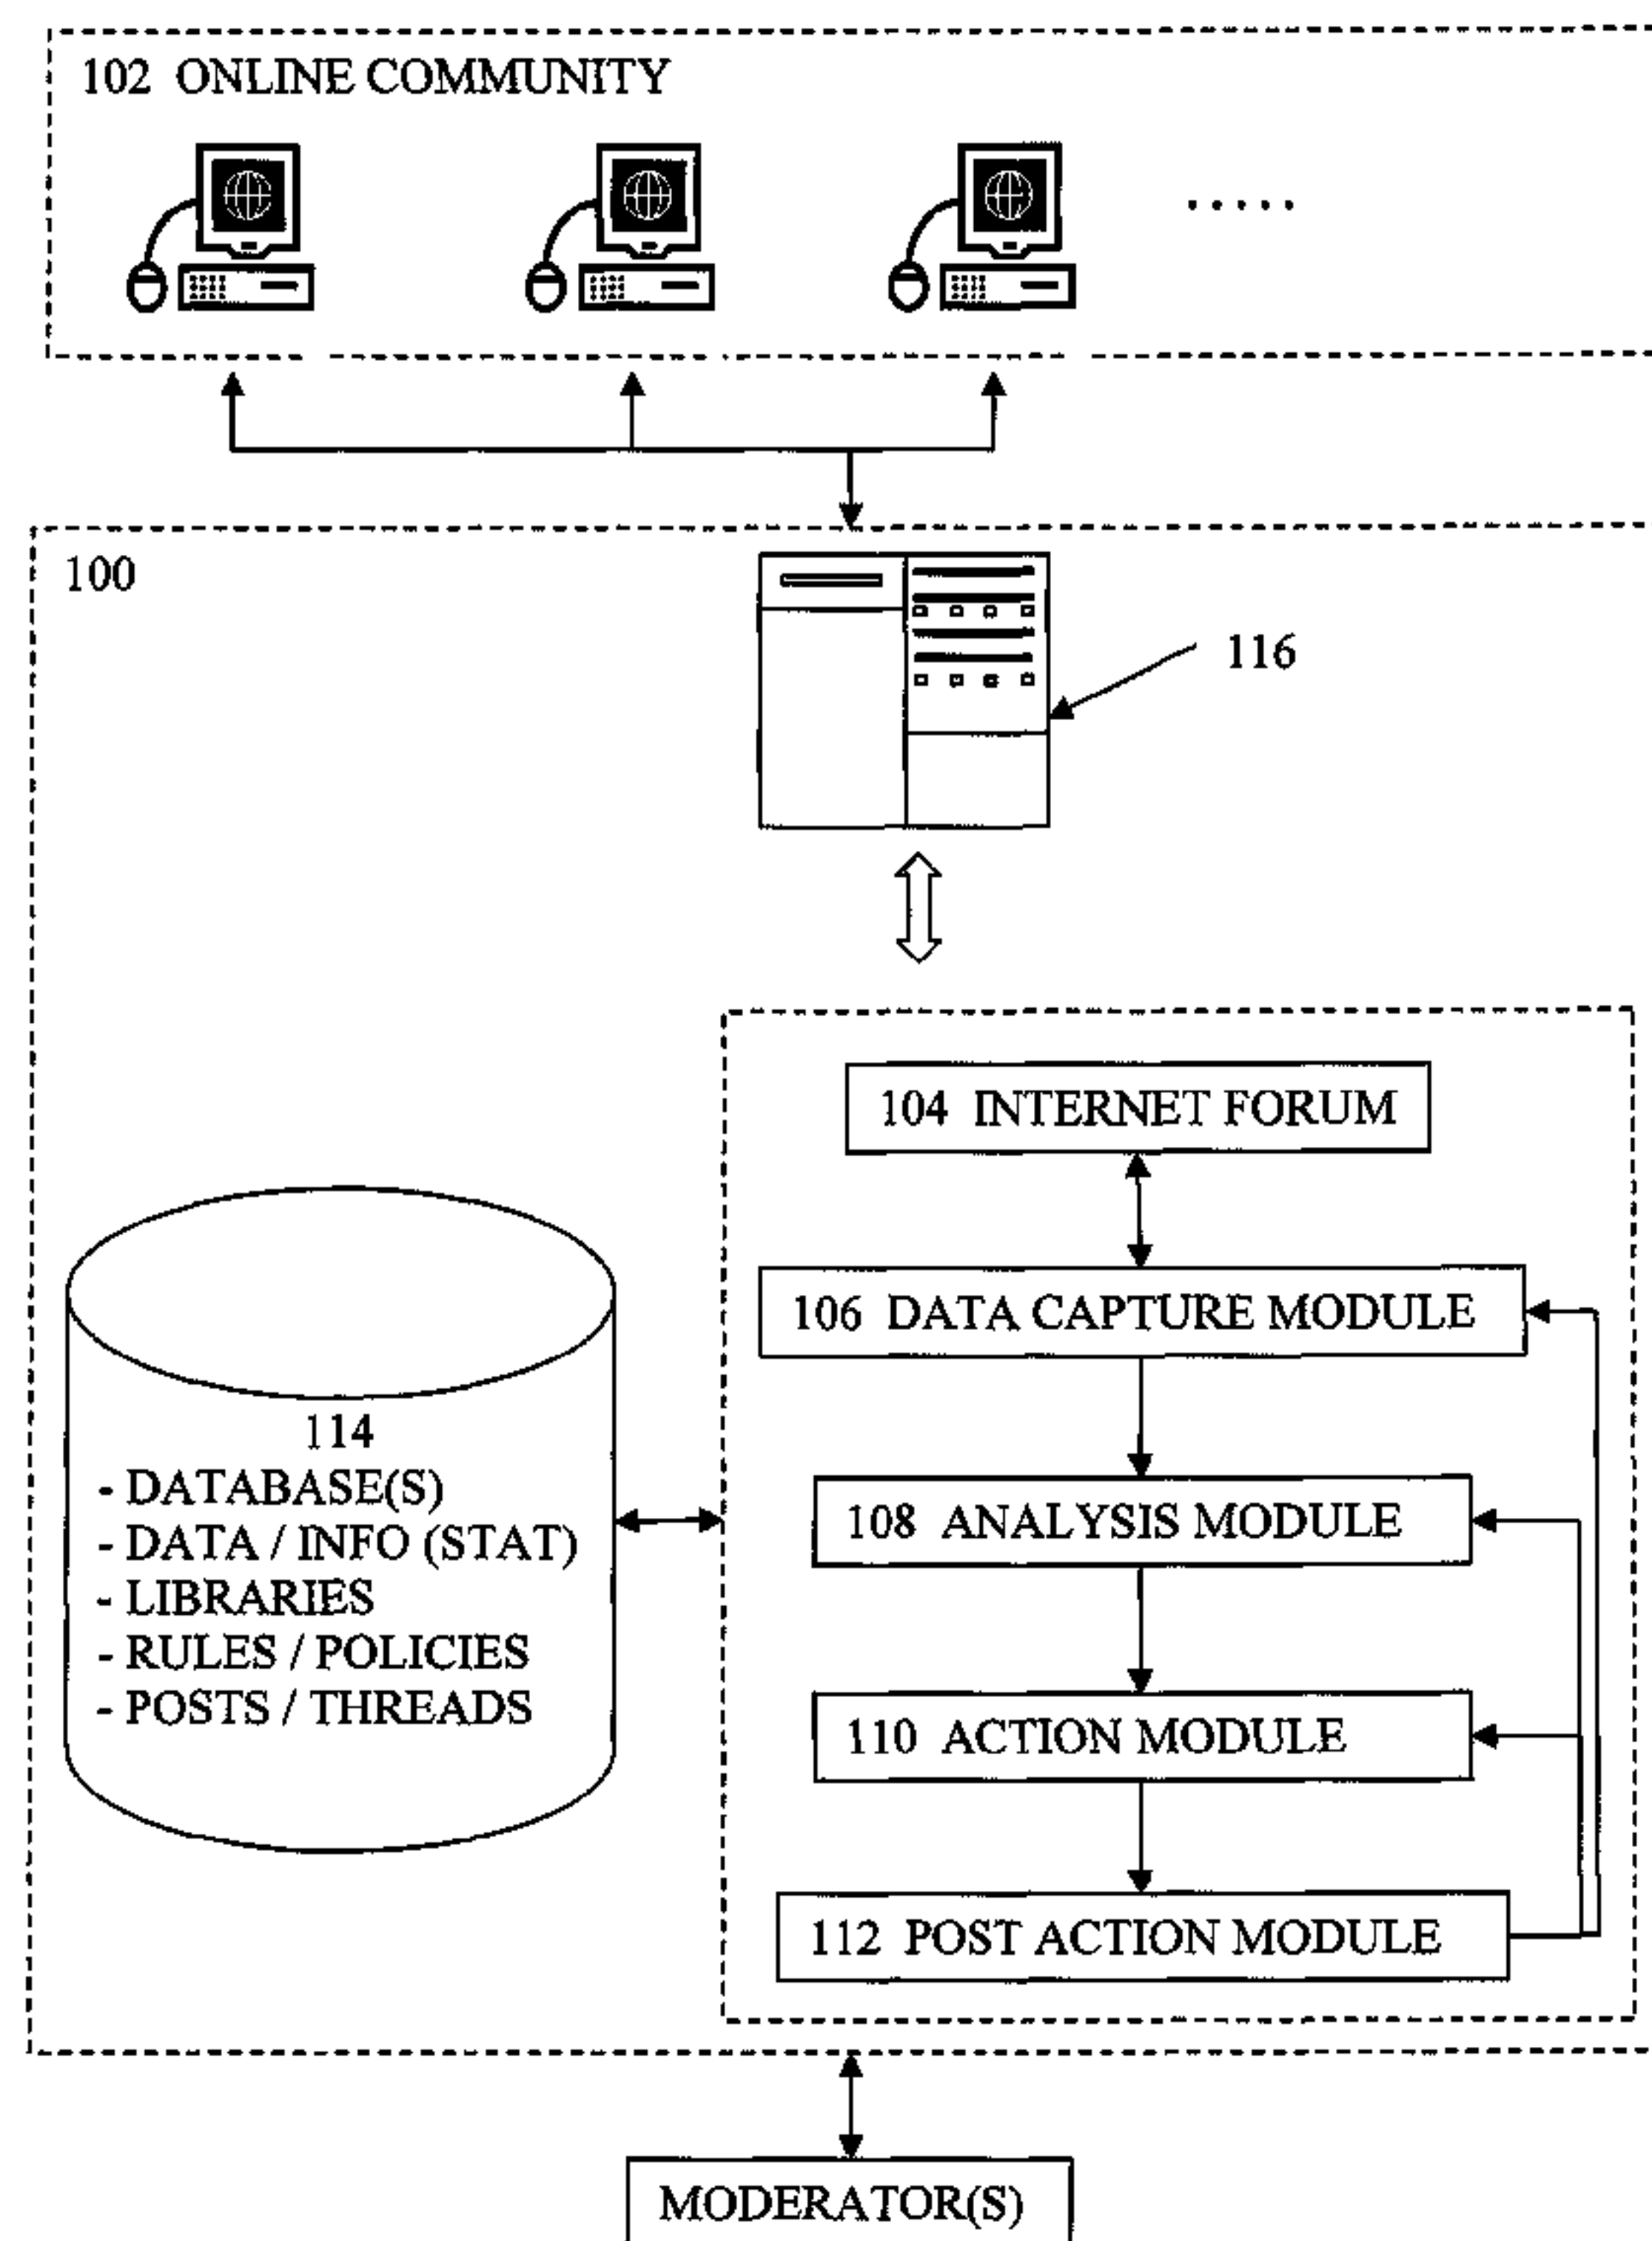 102 ONLINE COMMUNITY
100
116
104 INTERNET FORUM
106 DATA CAPTURE MODULE
114
- DATABASE(S)
- DATA / INFO (STAT)
- LIBRARIES
- RULES / POLICIES
- POSTS / THREADS
108 ANALYSIS MODULE
110 ACTION MODULE
112 POST ACTION MODULE
MODERATOR(S)